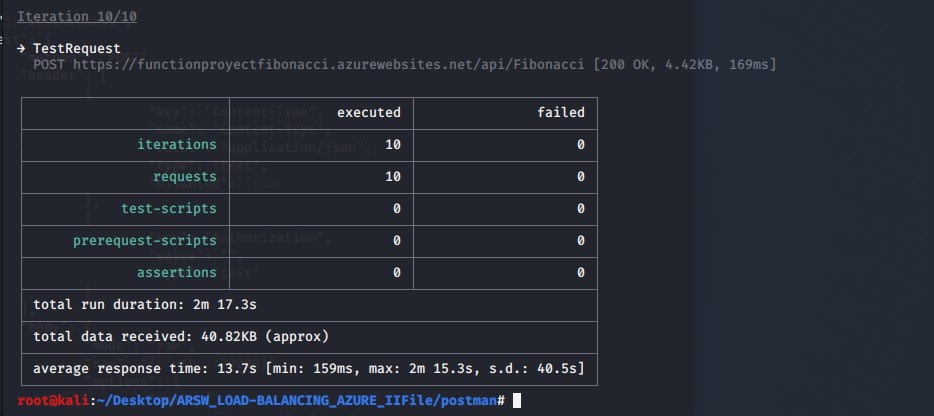 Iteration 10/10
→ TestRequest
POST https://functionproyectfibonacci.azurewebsites.net/api/Fibonacci [200 OK, 4.42KB, 169ms]
executed failed
iterations 10 0
requests 10 0
test-scripts 0 0
prerequest-scripts 0 0
assertions 0 0
total run duration: 2m 17.3s
total data received: 40.82KB (approx)
average response time: 13.7s [min: 159ms, max: 2m 15.3s, s.d.: 40.5s]
root@kali:~/Desktop/ARSW_LOAD-BALANCING_AZURE_IIFile/postman#